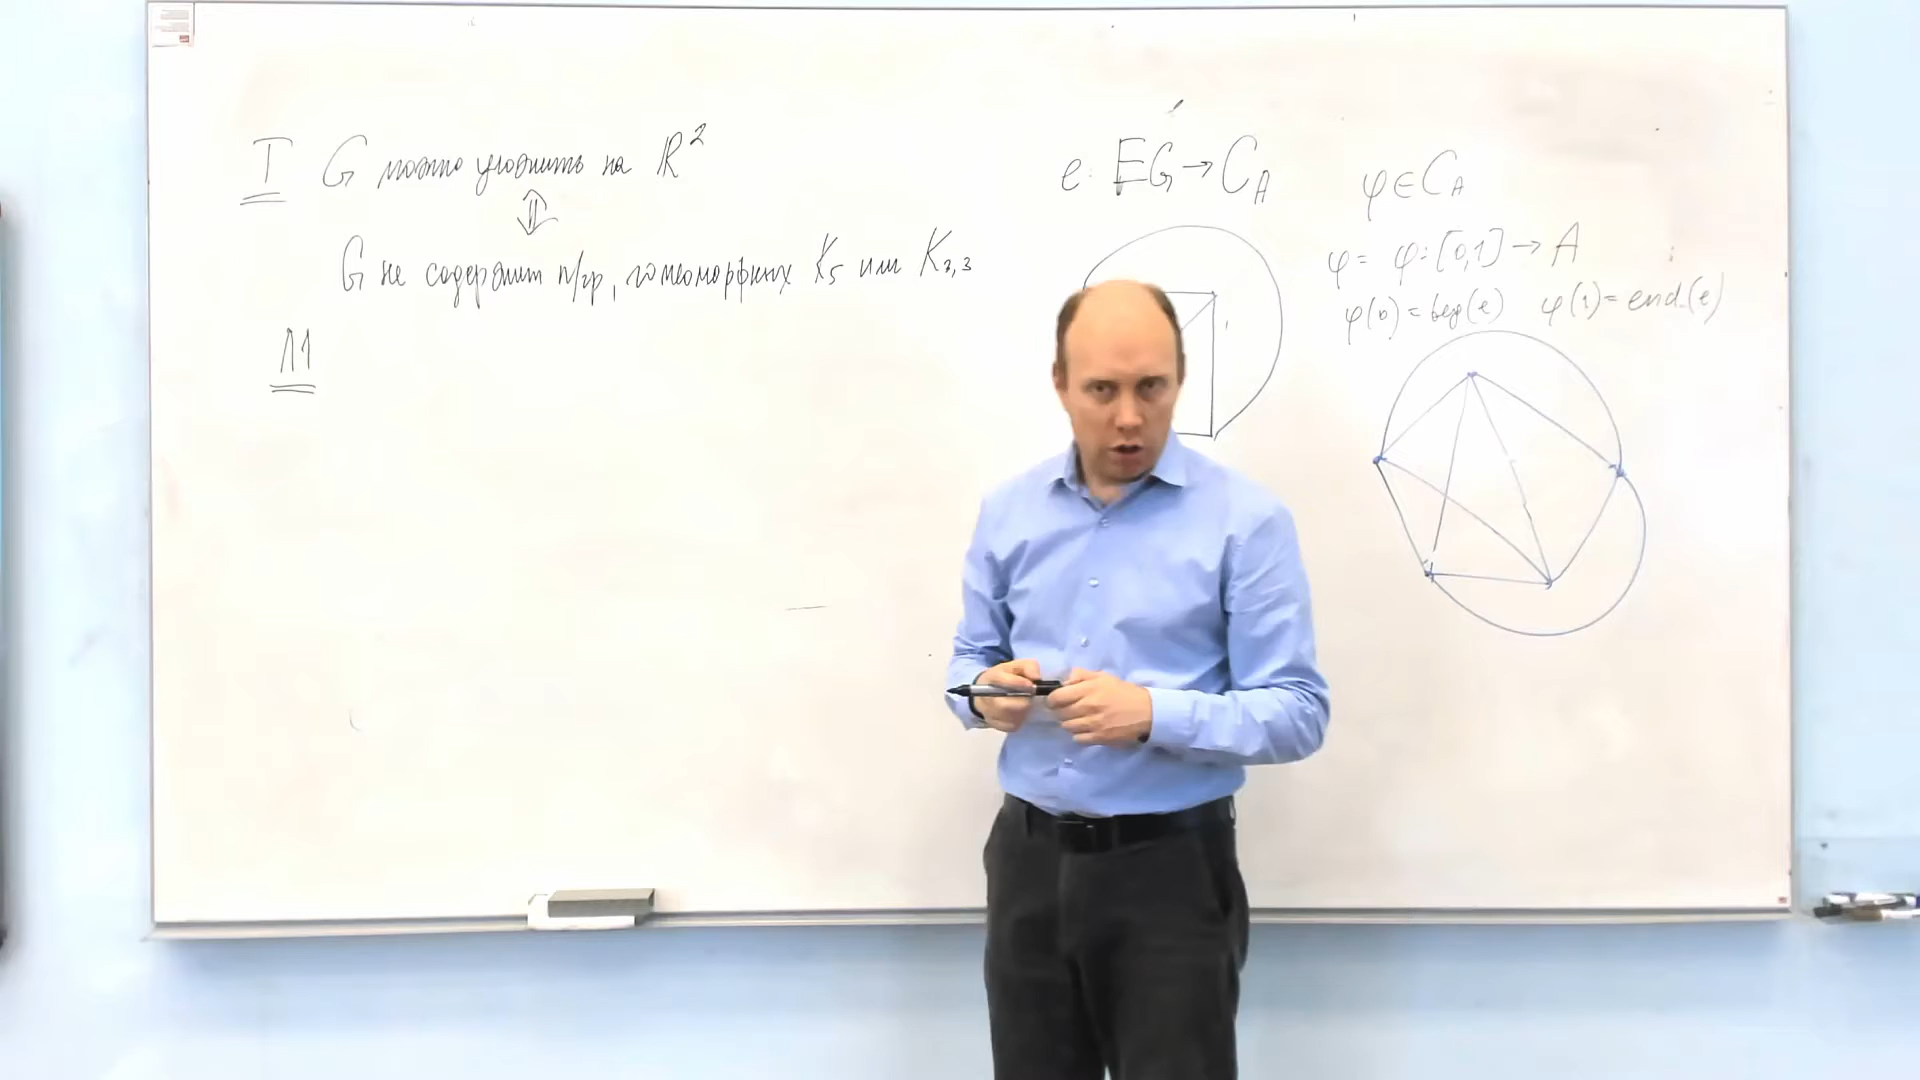 Т G можно уложить на ℝ²
⇕
G не содержит п/гр, гомеоморфных K₅ или K₃,₃
Л1
e: EG → C_A
φ ∈ C_A
φ = φ: [0,1] → A
φ(0) = beg(e) φ(1) = end(e)